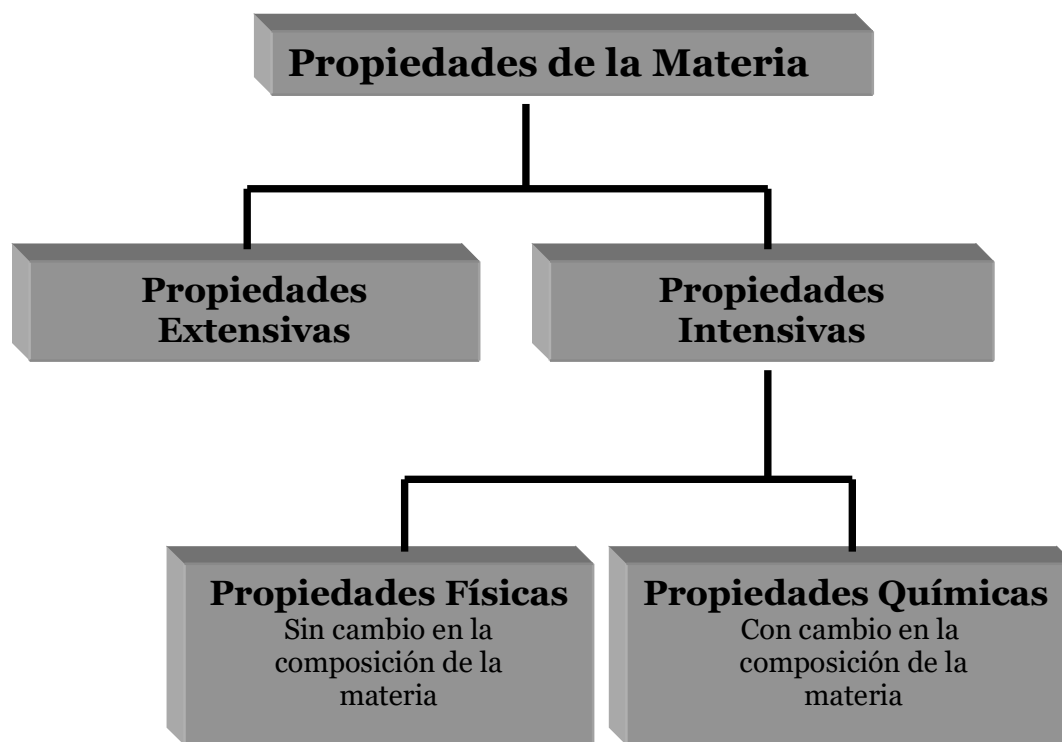 Propiedades de la Materia
Propiedades
Extensivas
Propiedades
Intensivas
Propiedades Físicas
Sin cambio en la
composición de la
materia
Propiedades Químicas
Con cambio en la
composición de la
materia